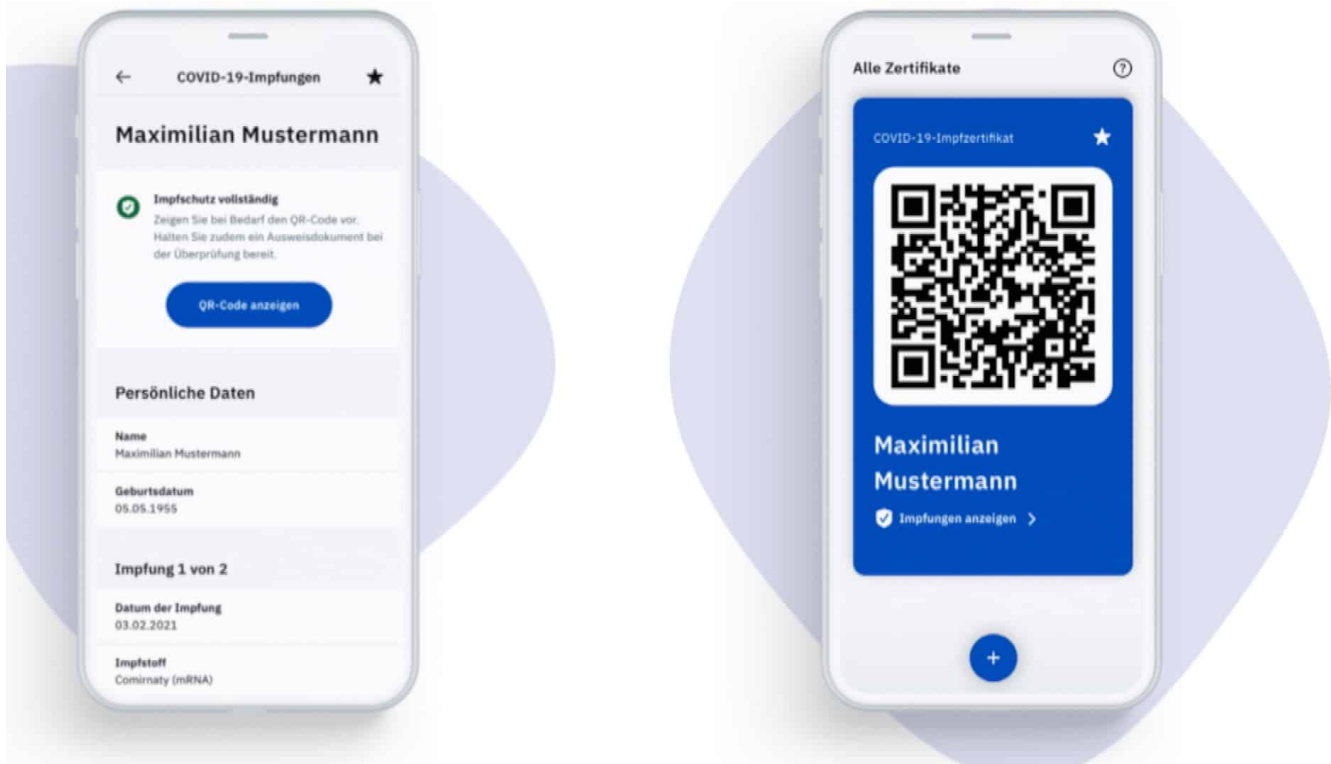 COVID-19-Impfungen
Maximilian Mustermann
Impfschutz vollständig
Zeigen Sie bei Bedarf den QR-Code vor.
Halten Sie zudem ein Ausweisdokument bei
der Überprüfung bereit.
QR-Code anzeigen
Persönliche Daten
Name
Maximilian Mustermann
Geburtsdatum
05.05.1955
Impfung 1 von 2
Datum der Impfung
03.02.2021
Impfstoff
Comirnaty (mRNA)
Alle Zertifikate
COVID-19-Impfzertifikat
Maximilian
Mustermann
Impfungen anzeigen